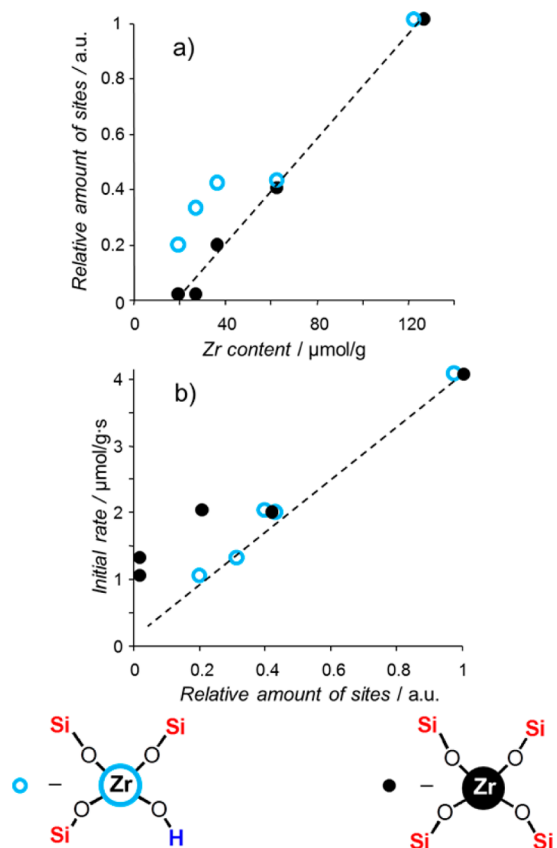 a)
Relative amount of sites / a.u.
1
0.8
0.6
0.4
0.2
0
0 40 80 120
Zr content / μmol/g
b)
Initial rate / μmol/g·s
4
3
2
1
0
0 0.2 0.4 0.6 0.8 1
Relative amount of sites / a.u.
Si Si
O O
– Zr
O O
Si H
Si Si
O O
– Zr
O O
Si Si